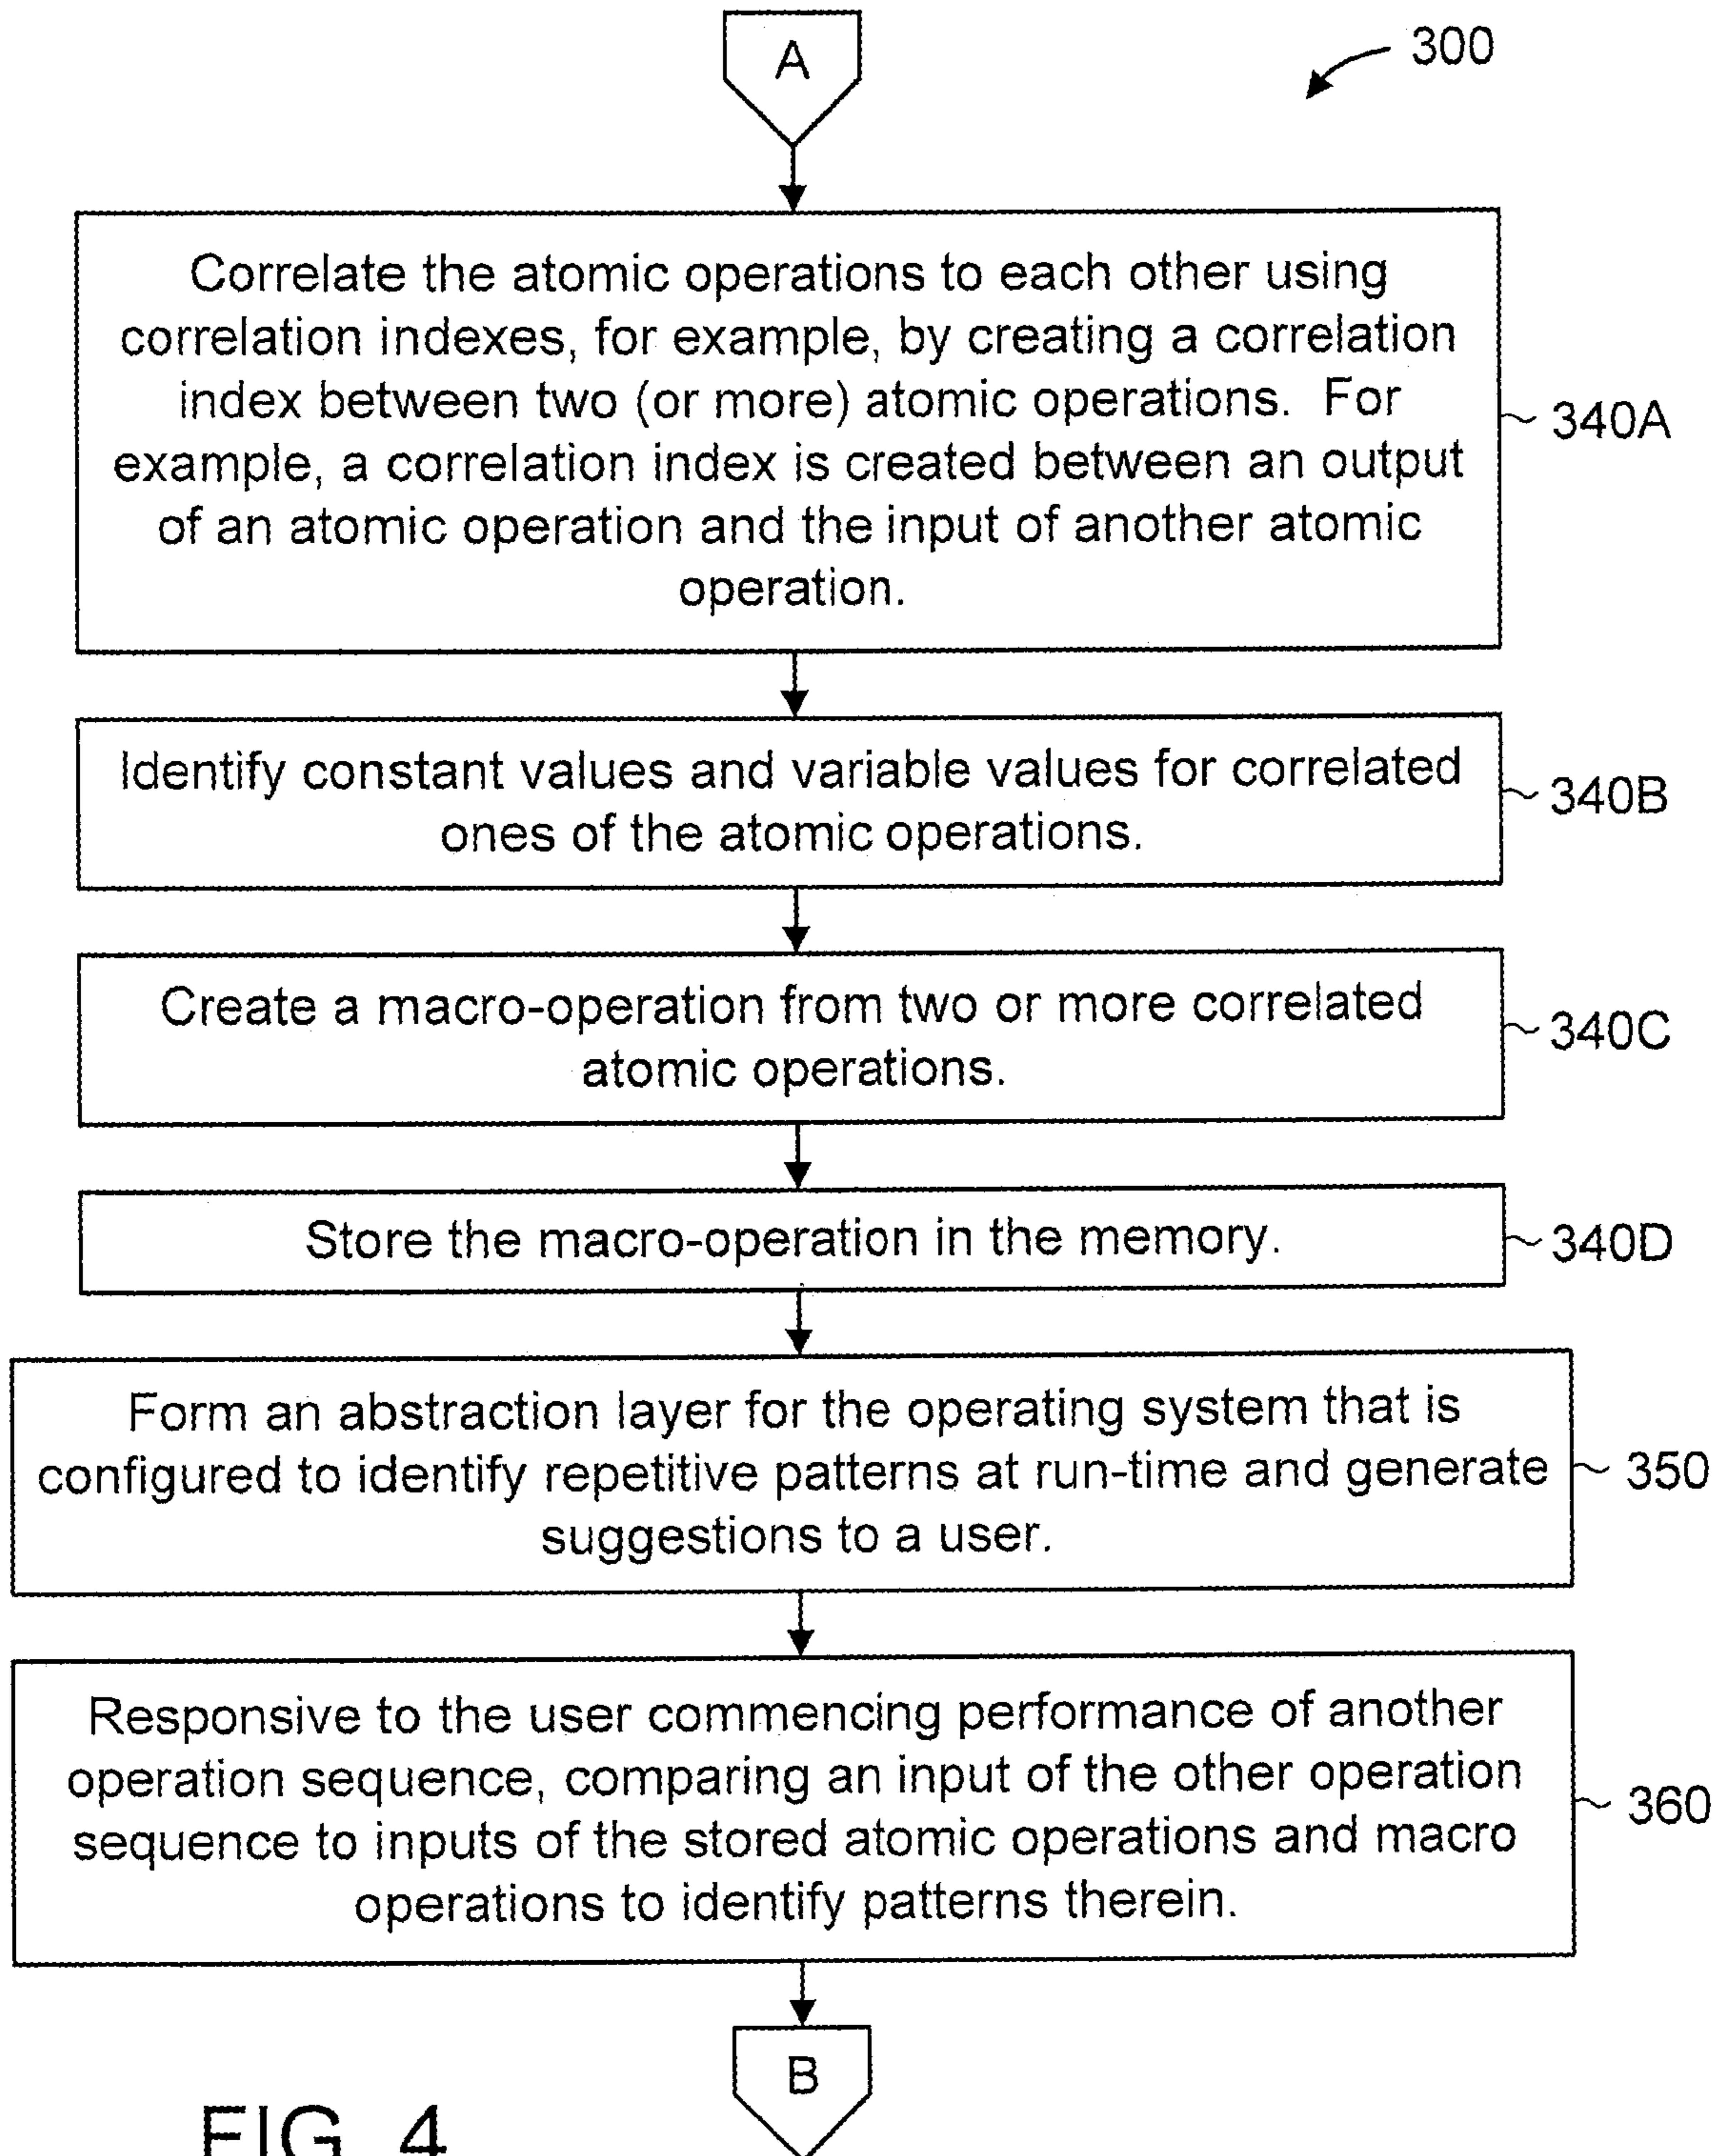 A
300
Correlate the atomic operations to each other using
correlation indexes, for example, by creating a correlation
index between two (or more) atomic operations. For
example, a correlation index is created between an output
of an atomic operation and the input of another atomic
operation.
340A
Identify constant values and variable values for correlated
ones of the atomic operations.
340B
Create a macro-operation from two or more correlated
atomic operations.
340C
Store the macro-operation in the memory.
340D
Form an abstraction layer for the operating system that is
configured to identify repetitive patterns at run-time and generate
suggestions to a user.
350
Responsive to the user commencing performance of another
operation sequence, comparing an input of the other operation
sequence to inputs of the stored atomic operations and macro
operations to identify patterns therein.
360
B
FIG. 4